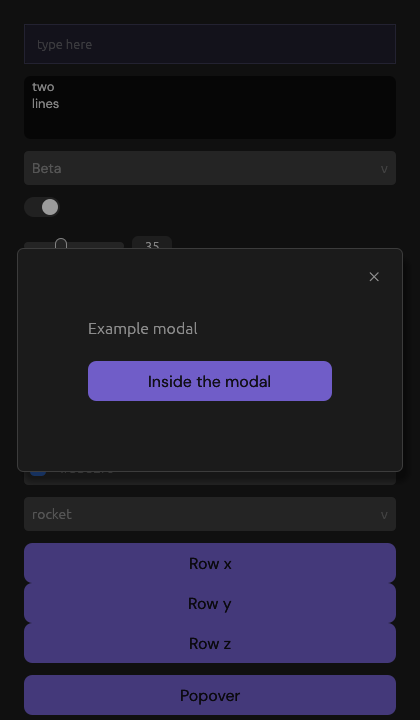 type here
two
lines
Beta
v
35
Example modal
Inside the modal
rocket
v
Row x
Row y
Row z
Popover